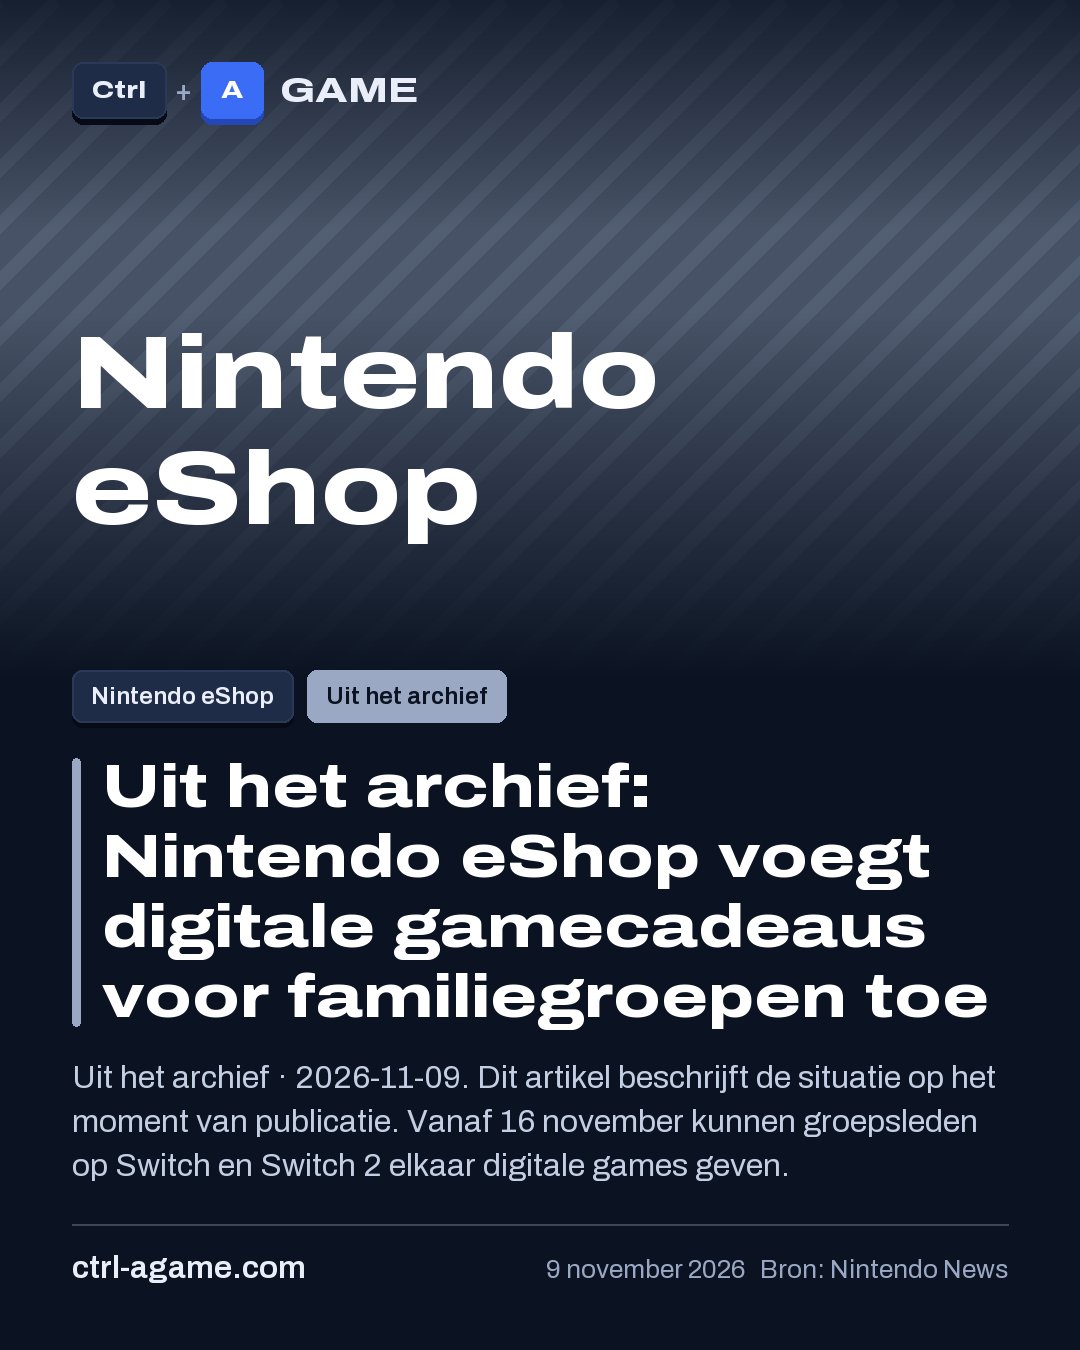 Ctrl + A GAME
Nintendo
eShop
Nintendo eShop Uit het archief
Uit het archief:
Nintendo eShop voegt
digitale gamecadeaus
voor familiegroepen toe
Uit het archief · 2026-11-09. Dit artikel beschrijft de situatie op het
moment van publicatie. Vanaf 16 november kunnen groepsleden
op Switch en Switch 2 elkaar digitale games geven.
ctrl-agame.com 9 november 2026 Bron: Nintendo News